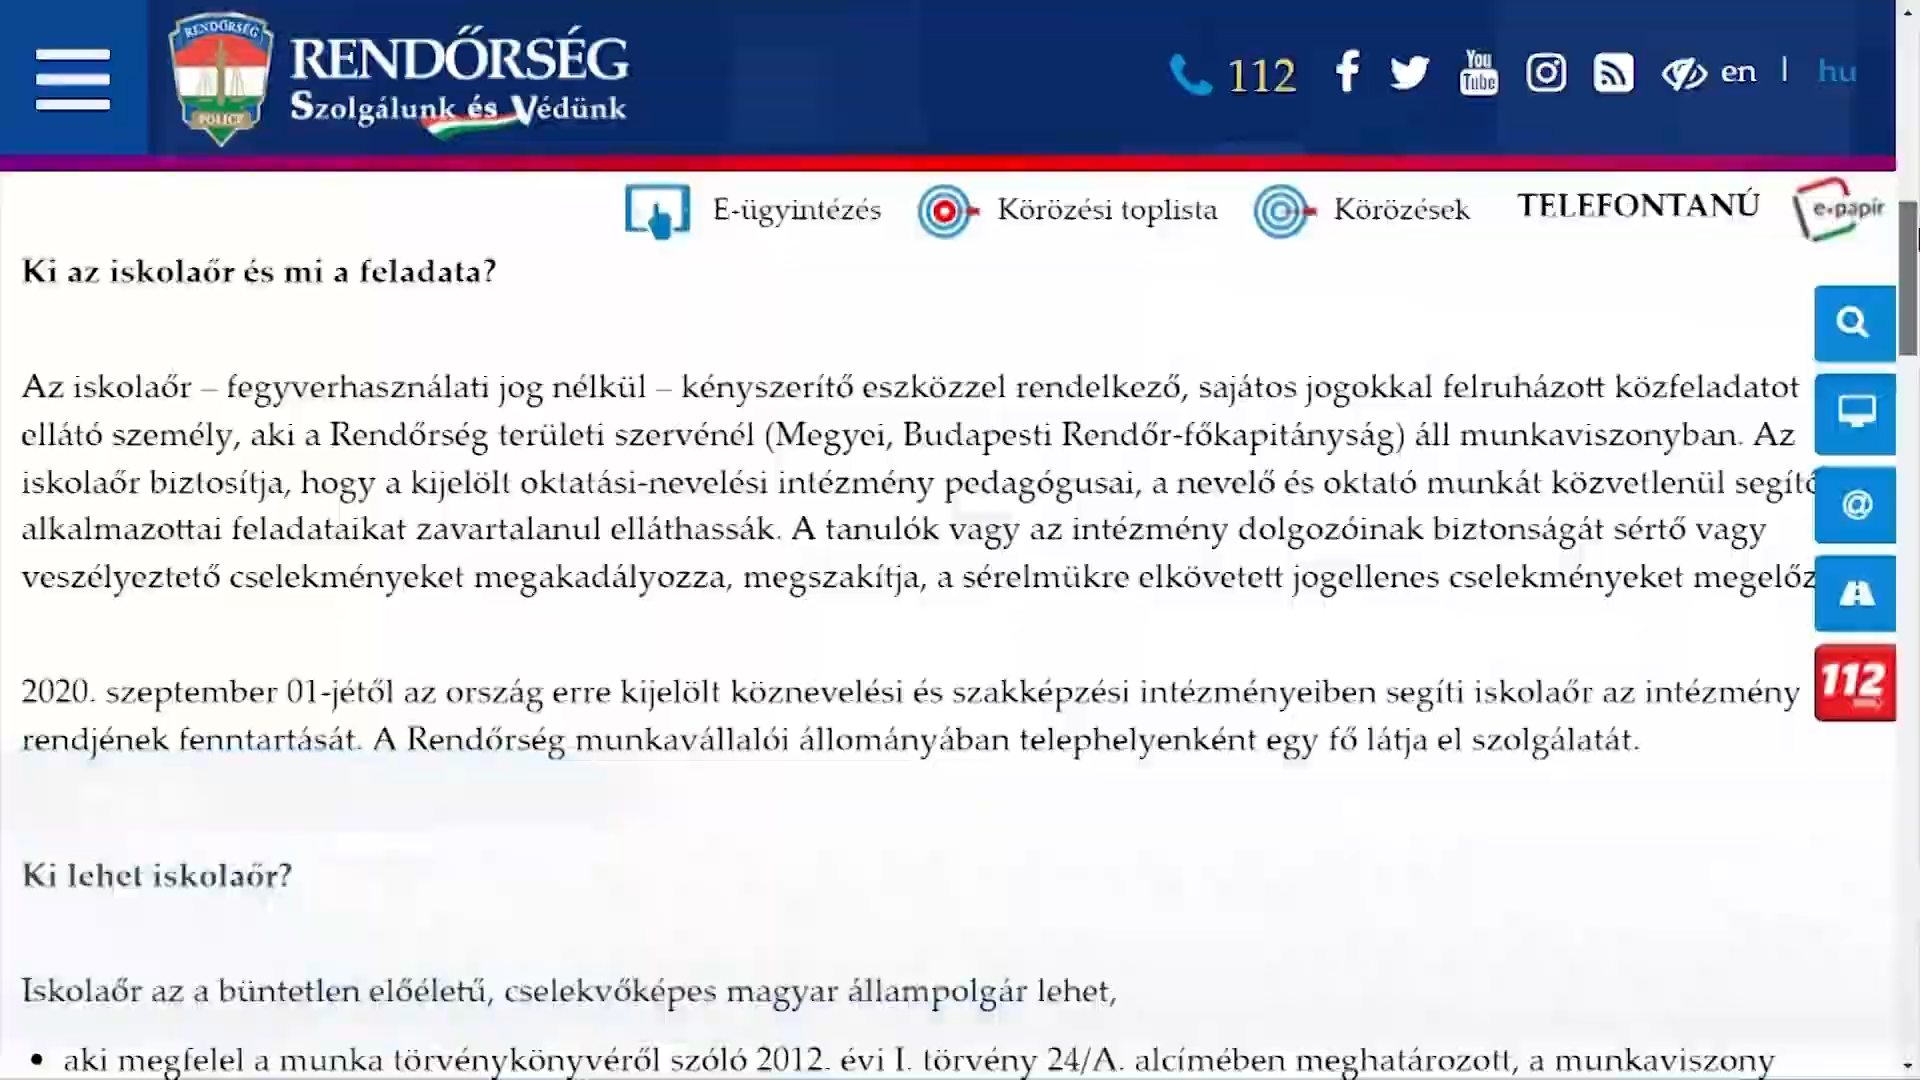 RENDŐRSÉG
POLICE
RENDŐRSÉG
Szolgálunk és Védünk
112
You
Tube
en | hu
E-ügyintézés
Körözési toplista
Körözések
TELEFONTANÚ
e-papír
Ki az iskolaőr és mi a feladata?
Az iskolaőr – fegyverhasználati jog nélkül – kényszerítő eszközzel rendelkező, sajátos jogokkal felruházott közfeladatot
ellátó személy, aki a Rendőrség területi szervénél (Megyei, Budapesti Rendőr-főkapitányság) áll munkaviszonyban. Az
iskolaőr biztosítja, hogy a kijelölt oktatási-nevelési intézmény pedagógusai, a nevelő és oktató munkát közvetlenül segítő
alkalmazottai feladataikat zavartalanul elláthassák. A tanulók vagy az intézmény dolgozóinak biztonságát sértő vagy
veszélyeztető cselekményeket megakadályozza, megszakítja, a sérelmükre elkövetett jogellenes cselekményeket megelőz
112
2020. szeptember 01-jétől az ország erre kijelölt köznevelési és szakképzési intézményeiben segíti iskolaőr az intézmény
rendjének fenntartását. A Rendőrség munkavállalói állományában telephelyenként egy fő látja el szolgálatát.
Ki lehet iskolaőr?
Iskolaőr az a büntetlen előéletű, cselekvőképes magyar állampolgár lehet,
• aki megfelel a munka törvénykönyvéről szóló 2012. évi I. törvény 24/A. alcímében meghatározott, a munkaviszony